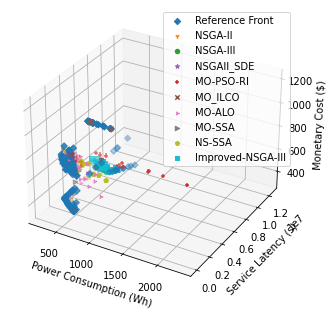 Reference Front
NSGA-II
NSGA-III
NSGAII_SDE
MO-PSO-RI
MO_ILCO
MO-ALO
MO-SSA
NS-SSA
Improved-NSGA-III
1200
1000
800
600
400
Monetary Cost ($)
500
1000
1500
2000
Power Consumption (Wh)
0.0
0.2
0.4
0.6
0.8
1.0
1.2
1e7
Service Latency (s)